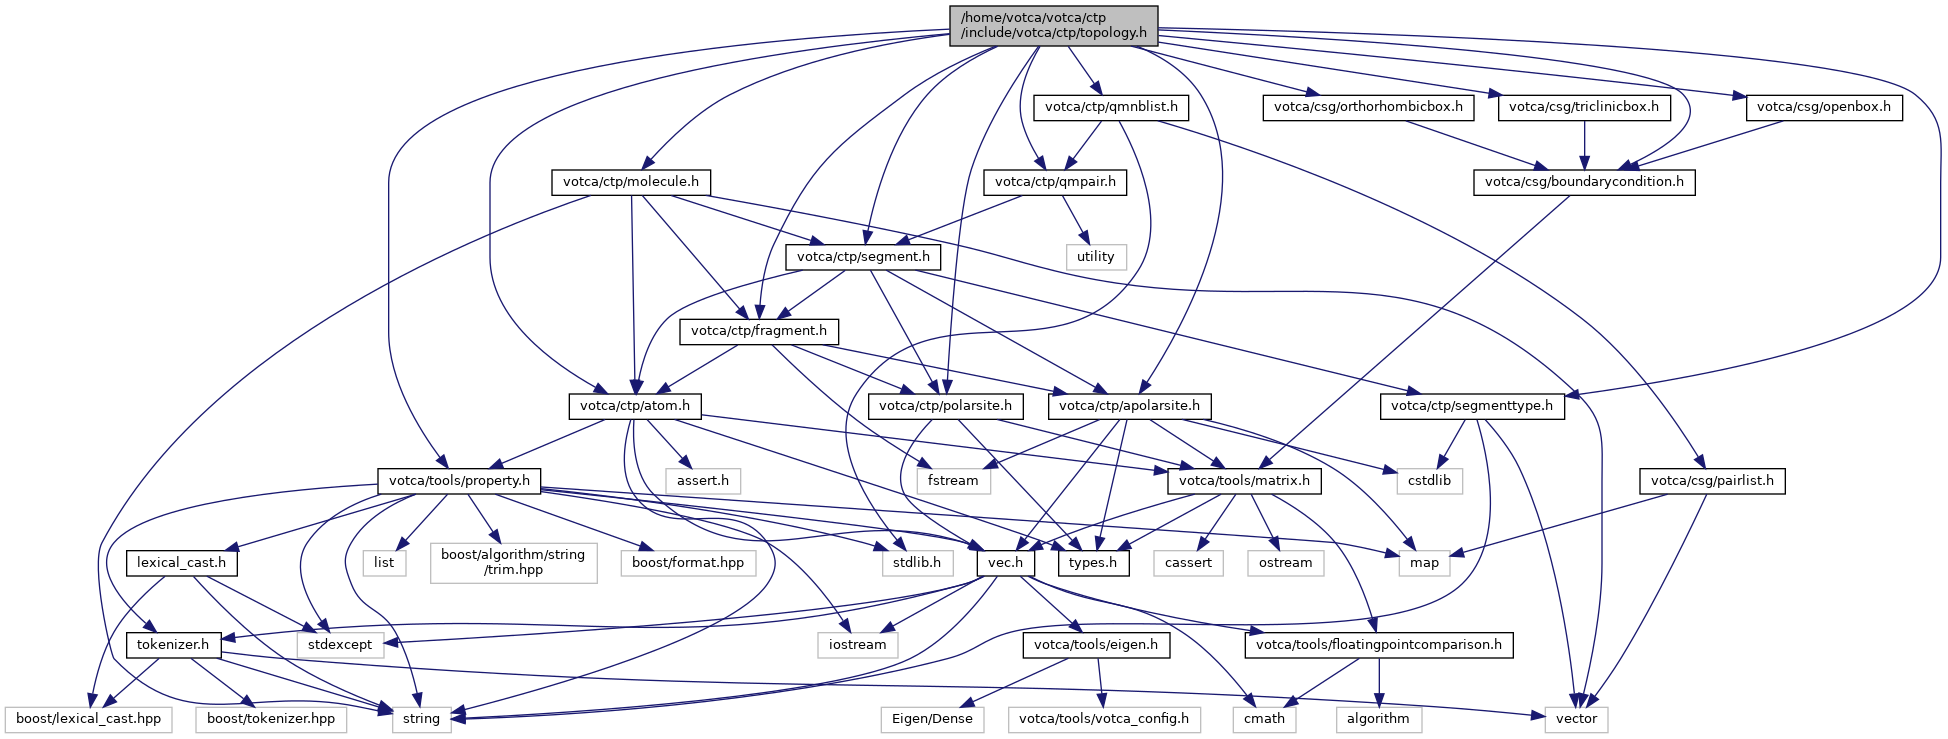 /home/votca/votca/ctp
/include/votca/ctp/topology.h
votca/ctp/qmnblist.h
votca/csg/orthorhombicbox.h
votca/csg/triclinicbox.h
votca/csg/openbox.h
votca/ctp/molecule.h
votca/ctp/qmpair.h
votca/csg/boundarycondition.h
votca/ctp/segment.h
utility
votca/ctp/fragment.h
votca/ctp/atom.h
votca/ctp/polarsite.h
votca/ctp/apolarsite.h
votca/ctp/segmenttype.h
votca/tools/property.h
assert.h
fstream
votca/tools/matrix.h
cstdlib
votca/csg/pairlist.h
lexical_cast.h
list
boost/algorithm/string
/trim.hpp
boost/format.hpp
stdlib.h
vec.h
types.h
cassert
ostream
map
tokenizer.h
stdexcept
iostream
votca/tools/eigen.h
votca/tools/floatingpointcomparison.h
boost/lexical_cast.hpp
boost/tokenizer.hpp
string
Eigen/Dense
votca/tools/votca_config.h
cmath
algorithm
vector